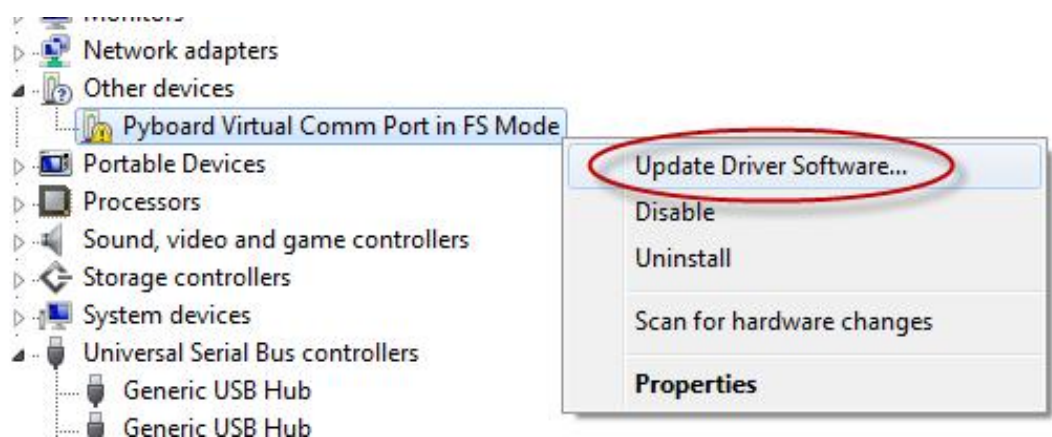 Monitors
Network adapters
Other devices
Pyboard Virtual Comm Port in FS Mode
Portable Devices
Processors
Sound, video and game controllers
Storage controllers
System devices
Universal Serial Bus controllers
Generic USB Hub
Generic USB Hub
Update Driver Software...
Disable
Uninstall
Scan for hardware changes
Properties